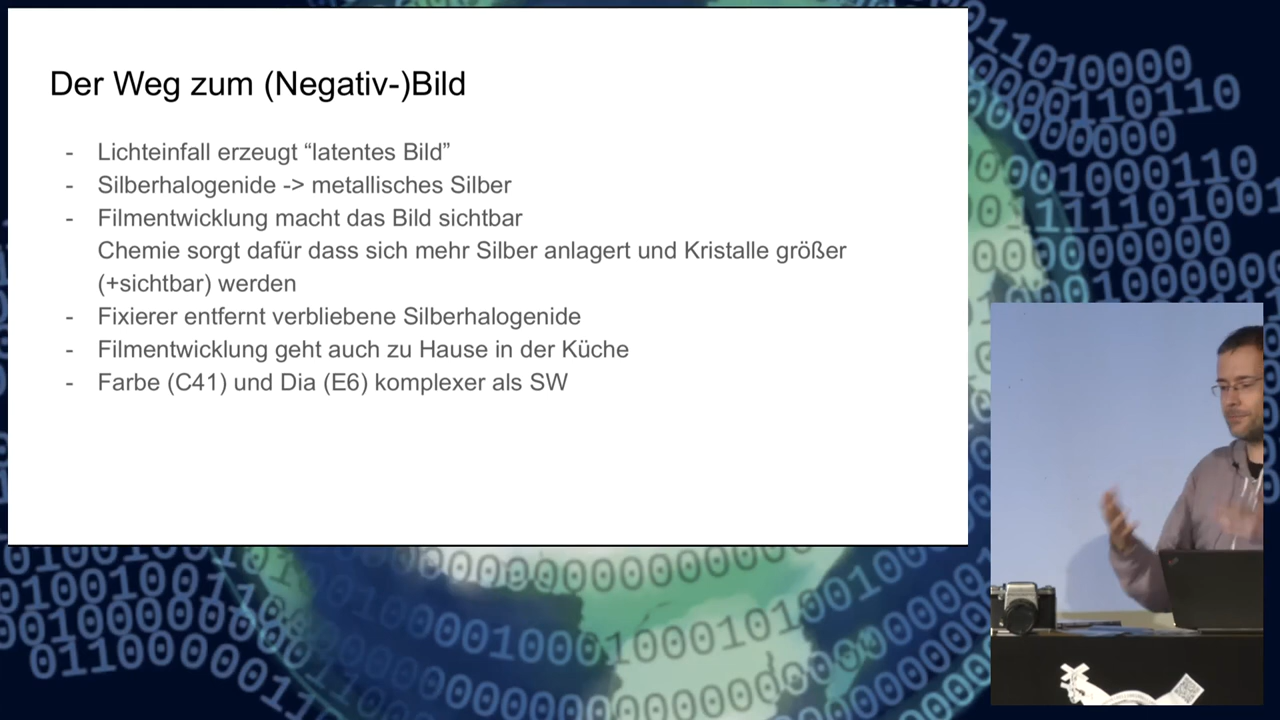 Der Weg zum (Negativ-)Bild
- Lichteinfall erzeugt “latentes Bild”
- Silberhalogenide -> metallisches Silber
- Filmentwicklung macht das Bild sichtbar
Chemie sorgt dafür dass sich mehr Silber anlagert und Kristalle größer
(+sichtbar) werden
- Fixierer entfernt verbliebene Silberhalogenide
- Filmentwicklung geht auch zu Hause in der Küche
- Farbe (C41) und Dia (E6) komplexer als SW